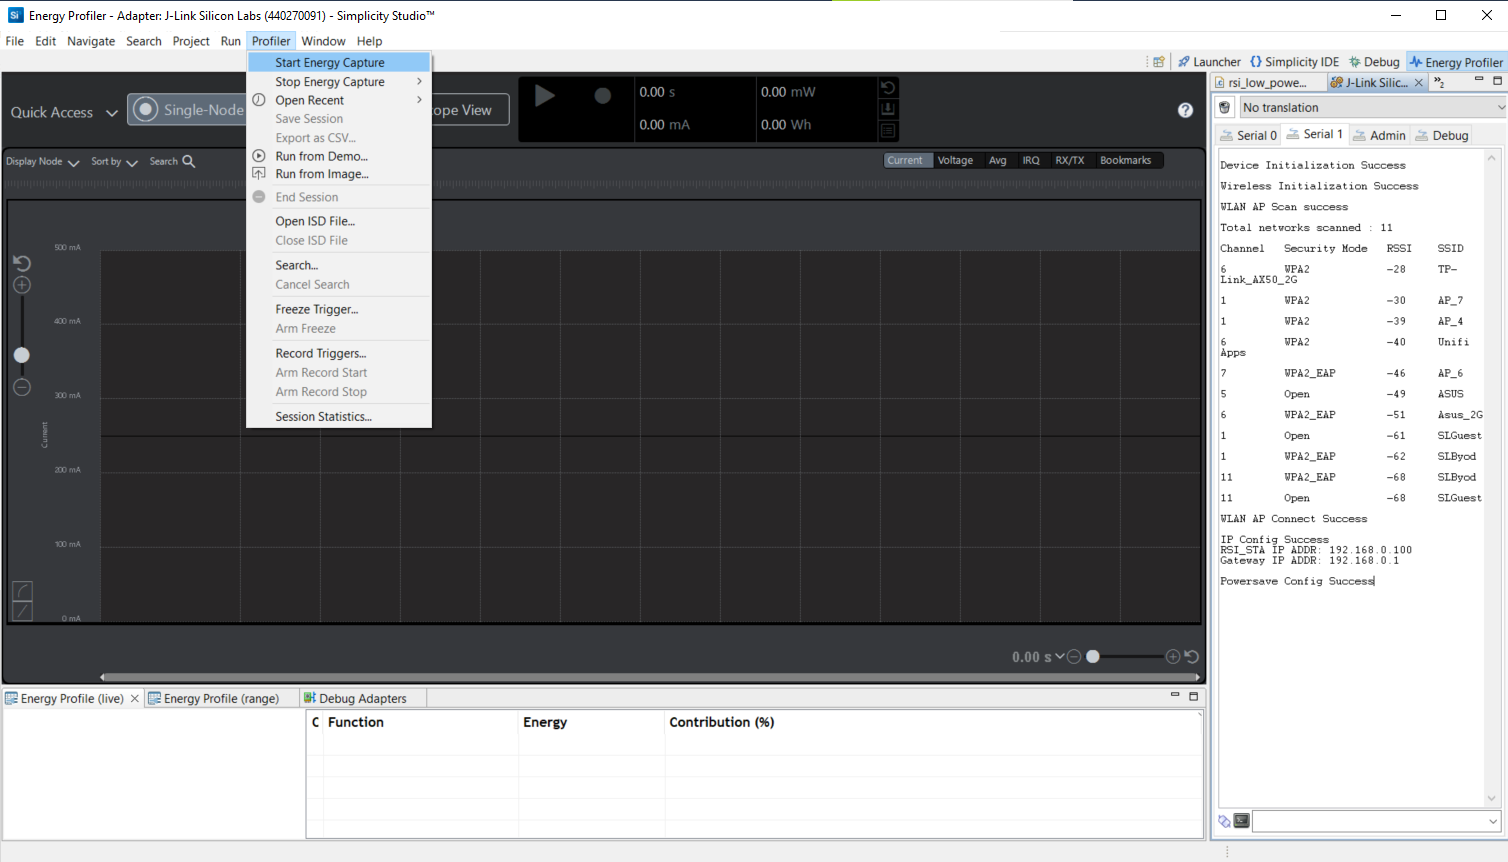 Energy Profiler - Adapter: J-Link Silicon Labs (440270091) - Simplicity Studio™
File Edit Navigate Search Project Run Profiler Window Help
Start Energy Capture
Stop Energy Capture
Open Recent
Save Session
Export as CSV...
Run from Demo...
Run from Image...
End Session
Open ISD File...
Close ISD File
Search...
Cancel Search
Freeze Trigger...
Arm Freeze
Record Triggers...
Arm Record Start
Arm Record Stop
Session Statistics...
Launcher Simplicity IDE Debug Energy Profiler
Quick Access Single-Node ope View
0.00 s 0.00 mW
0.00 mA 0.00 Wh
Display Node Sort by Search
Current Voltage Avg IRQ RX/TX Bookmarks
500 mA
400 mA
300 mA
Current
200 mA
100 mA
0 mA
0.00 s
Energy Profile (live) Energy Profile (range) Debug Adapters
C Function Energy Contribution (%)
rsi_low_powe... J-Link Silic... 2
No translation
Serial 0 Serial 1 Admin Debug
Device Initialization Success
Wireless Initialization Success
WLAN AP Scan success
Total networks scanned : 11
Channel Security Mode RSSI SSID
6 WPA2 -28 TP-
Link_AX50_2G
1 WPA2 -30 AP_7
1 WPA2 -39 AP_4
6 WPA2 -40 Unifi
Apps
7 WPA2_EAP -46 AP_6
5 Open -49 ASUS
6 WPA2_EAP -51 Asus_2G
1 Open -61 SLGuest
1 WPA2_EAP -62 SLByod
11 WPA2_EAP -68 SLByod
11 Open -68 SLGuest
WLAN AP Connect Success
IP Config Success
RSI_STA IP ADDR: 192.168.0.100
Gateway IP ADDR: 192.168.0.1
Powersave Config Success